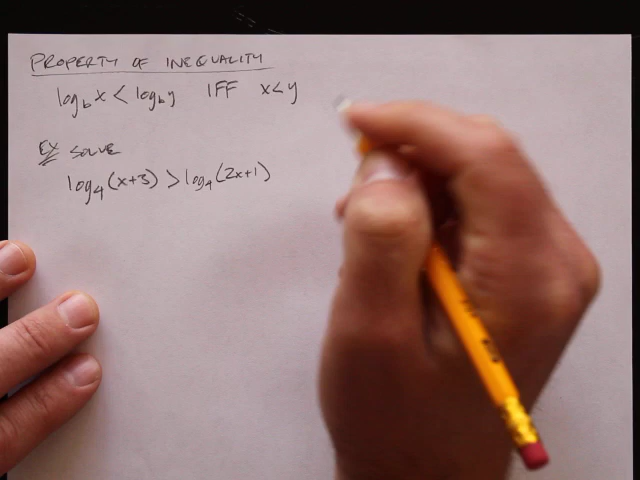 PROPERTY OF INEQUALITY
log_b x < log_b y IFF x<y
EX SOLVE
log_4(x+3) > log_4(2x+1)